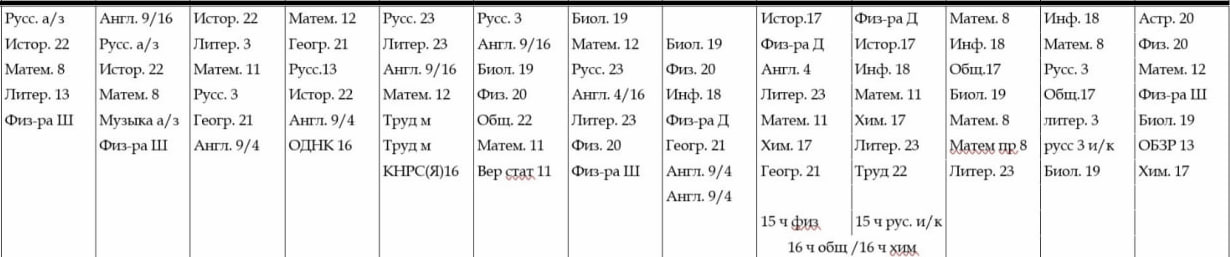 Русс. а/з Англ. 9/16 Истор. 22 Матем. 12 Русс. 23 Русс. 3 Биол. 19 Истор.17 Физ-ра Д Матем. 8 Инф. 18 Астр. 20
Истор. 22 Русс. а/з Литер. 3 Геогр. 21 Литер. 23 Англ. 9/16 Матем. 12 Биол. 19 Физ-ра Д Истор.17 Инф. 18 Матем. 8 Физ. 20
Матем. 8 Истор. 22 Матем. 11 Русс.13 Англ. 9/16 Биол. 19 Русс. 23 Физ. 20 Англ. 4 Инф. 18 Общ.17 Русс. 3 Матем. 12
Литер. 13 Матем. 8 Русс. 3 Истор. 22 Матем. 12 Физ. 20 Англ. 4/16 Инф. 18 Литер. 23 Матем. 11 Биол. 19 Общ.17 Физ-ра Ш
Физ-ра Ш Музыка а/з Геогр. 21 Англ. 9/4 Труд м Общ. 22 Литер. 23 Физ-ра Д Матем. 11 Хим. 17 Матем. 8 литер. 3 Биол. 19
Физ-ра Ш Англ. 9/4 ОДНК 16 Труд м Матем. 11 Физ. 20 Геогр. 21 Хим. 17 Литер. 23 Матем пр 8 русс 3 и/к ОБЗР 13
КНРС(Я)16 Вер стат 11 Физ-ра Ш Англ. 9/4 Геогр. 21 Труд 22 Литер. 23 Биол. 19 Хим. 17
Англ. 9/4
15 ч физ 15 ч рус. и/к
16 ч общ /16 ч хим